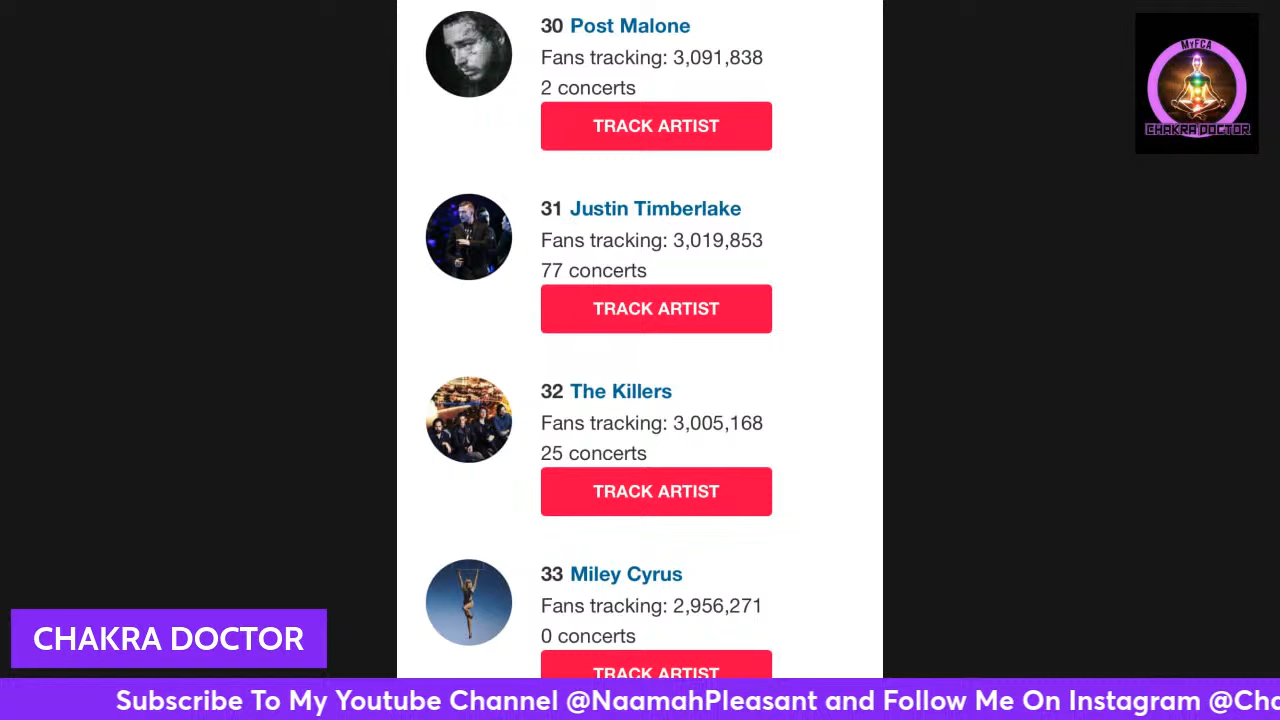 30 Post Malone
Fans tracking: 3,091,838
2 concerts
TRACK ARTIST
31 Justin Timberlake
Fans tracking: 3,019,853
77 concerts
TRACK ARTIST
32 The Killers
Fans tracking: 3,005,168
25 concerts
TRACK ARTIST
33 Miley Cyrus
Fans tracking: 2,956,271
0 concerts
TRACK ARTIST
MYFCA
CHAKRA DOCTOR
CHAKRA DOCTOR
Subscribe To My Youtube Channel @NaamahPleasant and Follow Me On Instagram @Cha